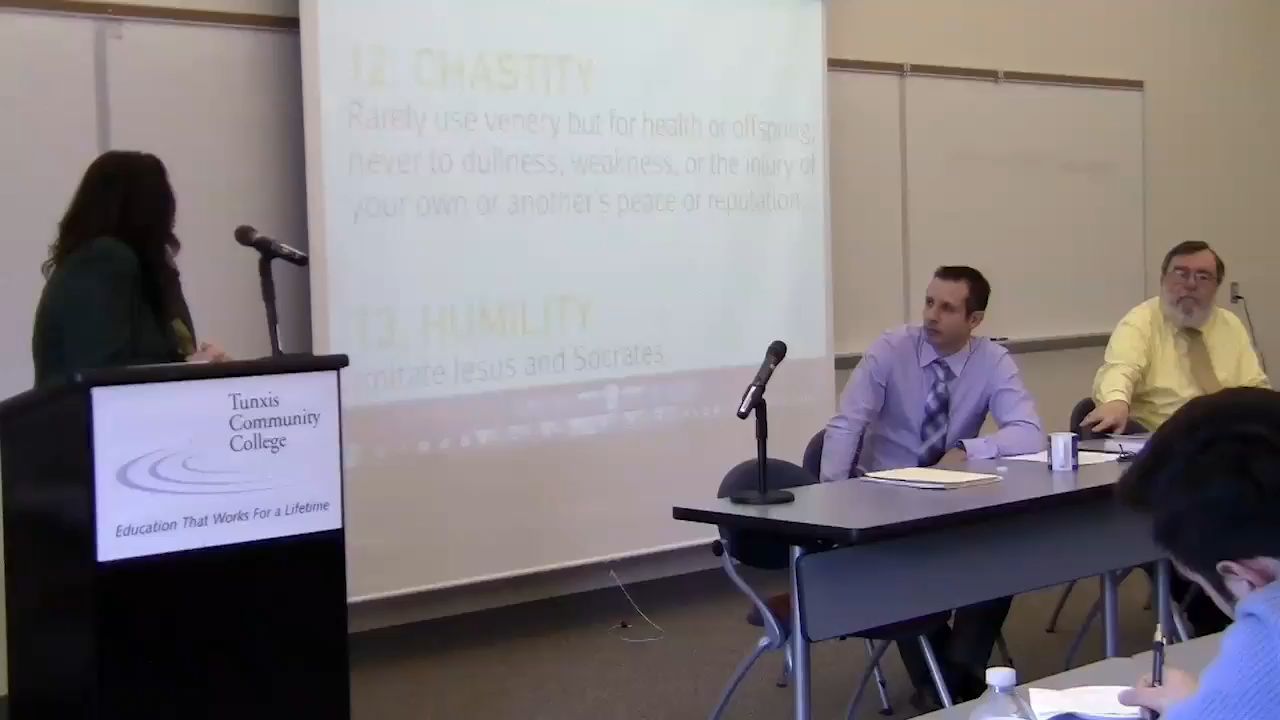 12. CHASTITY
Rarely use venery but for health or offspring,
never to dullness, weakness, or the injury of
your own or another's peace or reputation.
13. HUMILITY
Imitate Jesus and Socrates
Tunxis
Community
College
Education That Works For a Lifetime